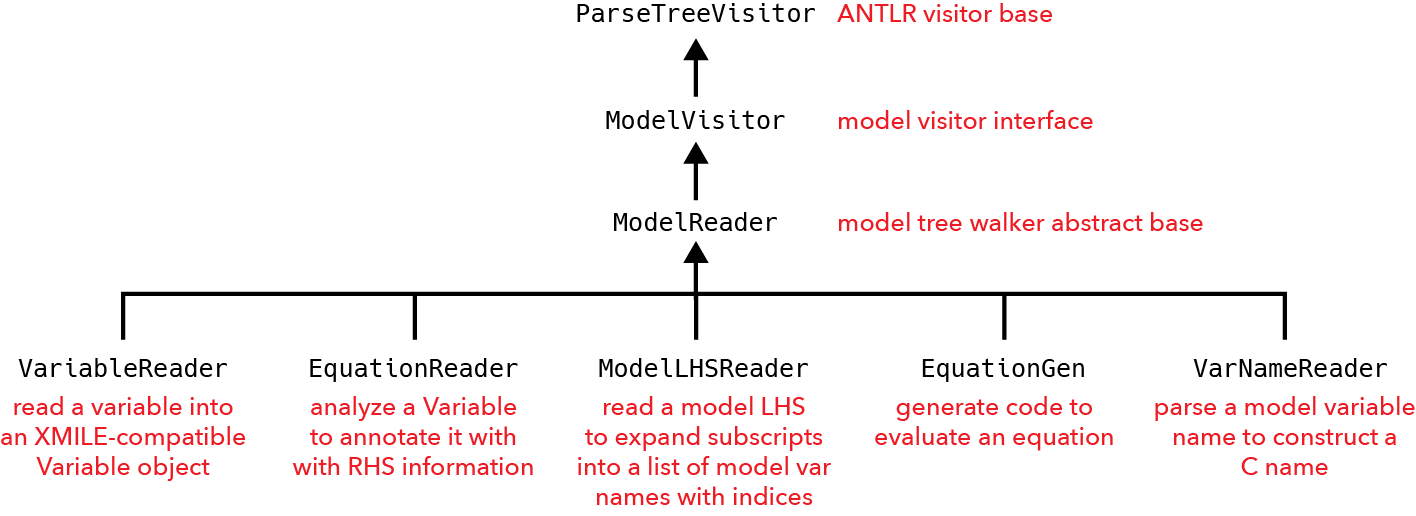 ParseTreeVisitor ANTLR visitor base
ModelVisitor model visitor interface
ModelReader model tree walker abstract base
VariableReader
read a variable into
an XMILE-compatible
Variable object
EquationReader
analyze a Variable
to annotate it with
with RHS information
ModelLHSReader
read a model LHS
to expand subscripts
into a list of model var
names with indices
EquationGen
generate code to
evaluate an equation
VarNameReader
parse a model variable
name to construct a
C name